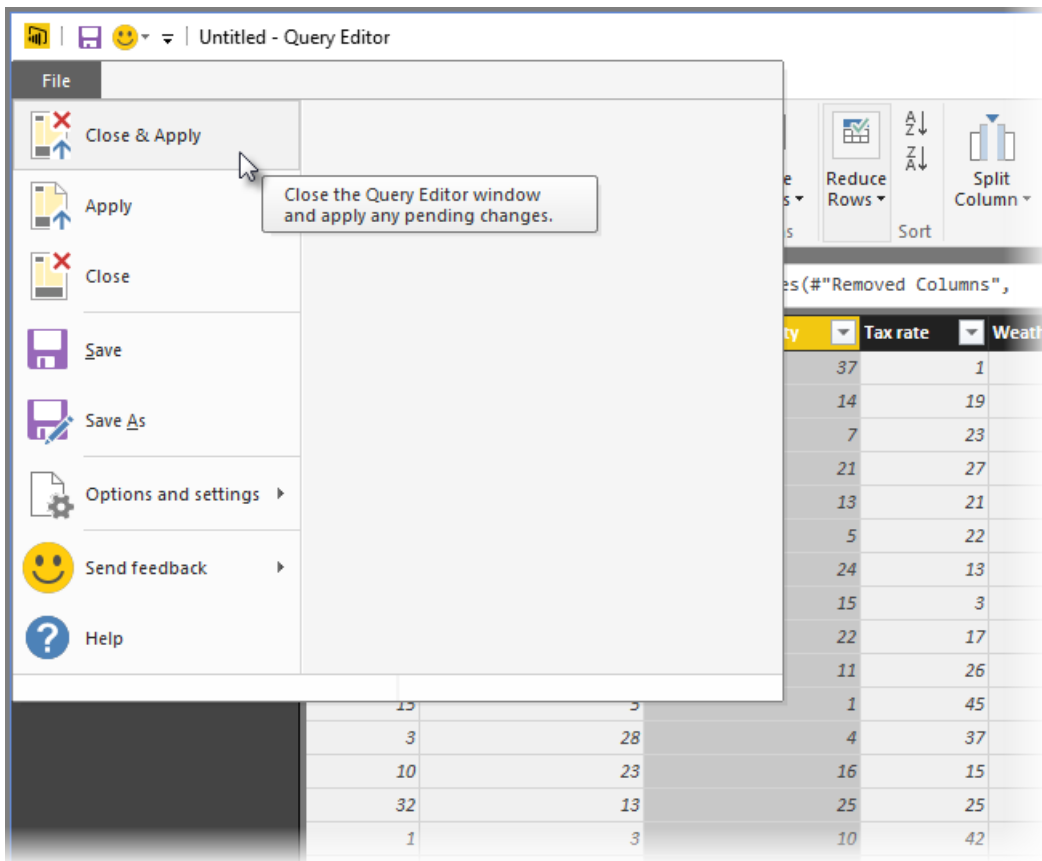 Untitled - Query Editor
File
Close & Apply
Close the Query Editor window
and apply any pending changes.
Apply
Close
Save
Save As
Options and settings
Send feedback
Help
Reduce
Rows
A
Z
Z
A
Sort
Split
Column
es(#"Removed Columns",
ty Tax rate Weath
37 1
14 19
7 23
21 27
13 21
5 22
24 13
15 3
22 17
11 26
15 5 1 45
3 28 4 37
10 23 16 15
32 13 25 25
1 3 10 42